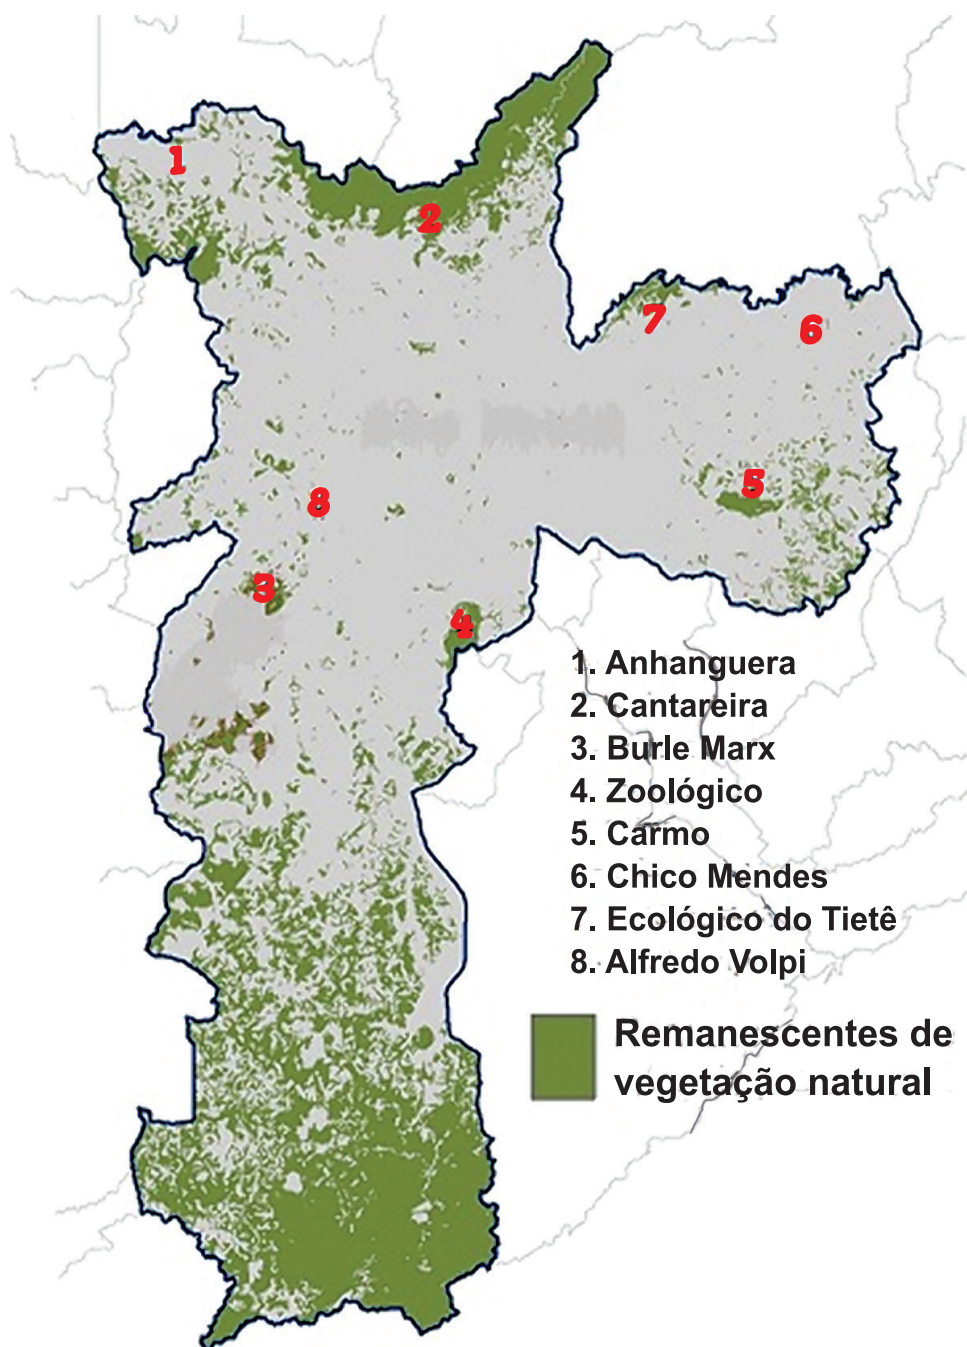 1
2
7
6
5
8
3
4
1. Anhanguera
2. Cantareira
3. Burle Marx
4. Zoológico
5. Carmo
6. Chico Mendes
7. Ecológico do Tietê
8. Alfredo Volpi
Remanescentes de
vegetação natural